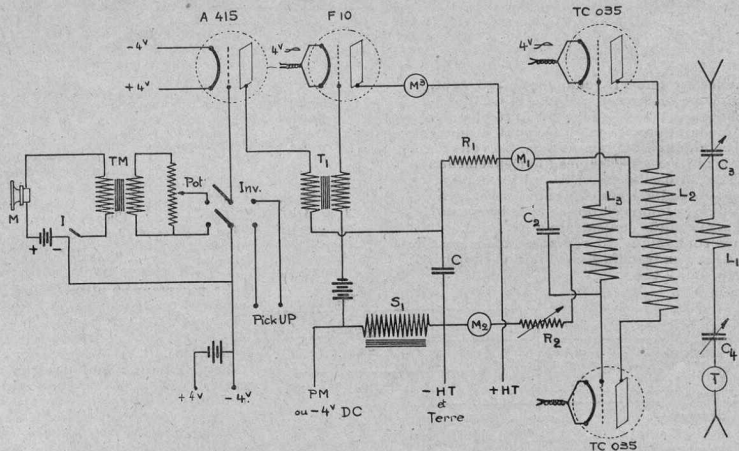 A 415
F 10
TC 035
-4ᵛ
+4ᵛ
4ᵛ
4ᵛ
M³
TM
Pot
Inv.
T₁
R₁
M₁
C₃
M
I
+ -
C₂
L₃
L₂
L₁
C
S₁
M₂
R₂
C₄
Pick UP
T
+4ᵛ
-4ᵛ
PM
ou -4ᵛ DC
- HT
et
Terre
+ HT
TC 035